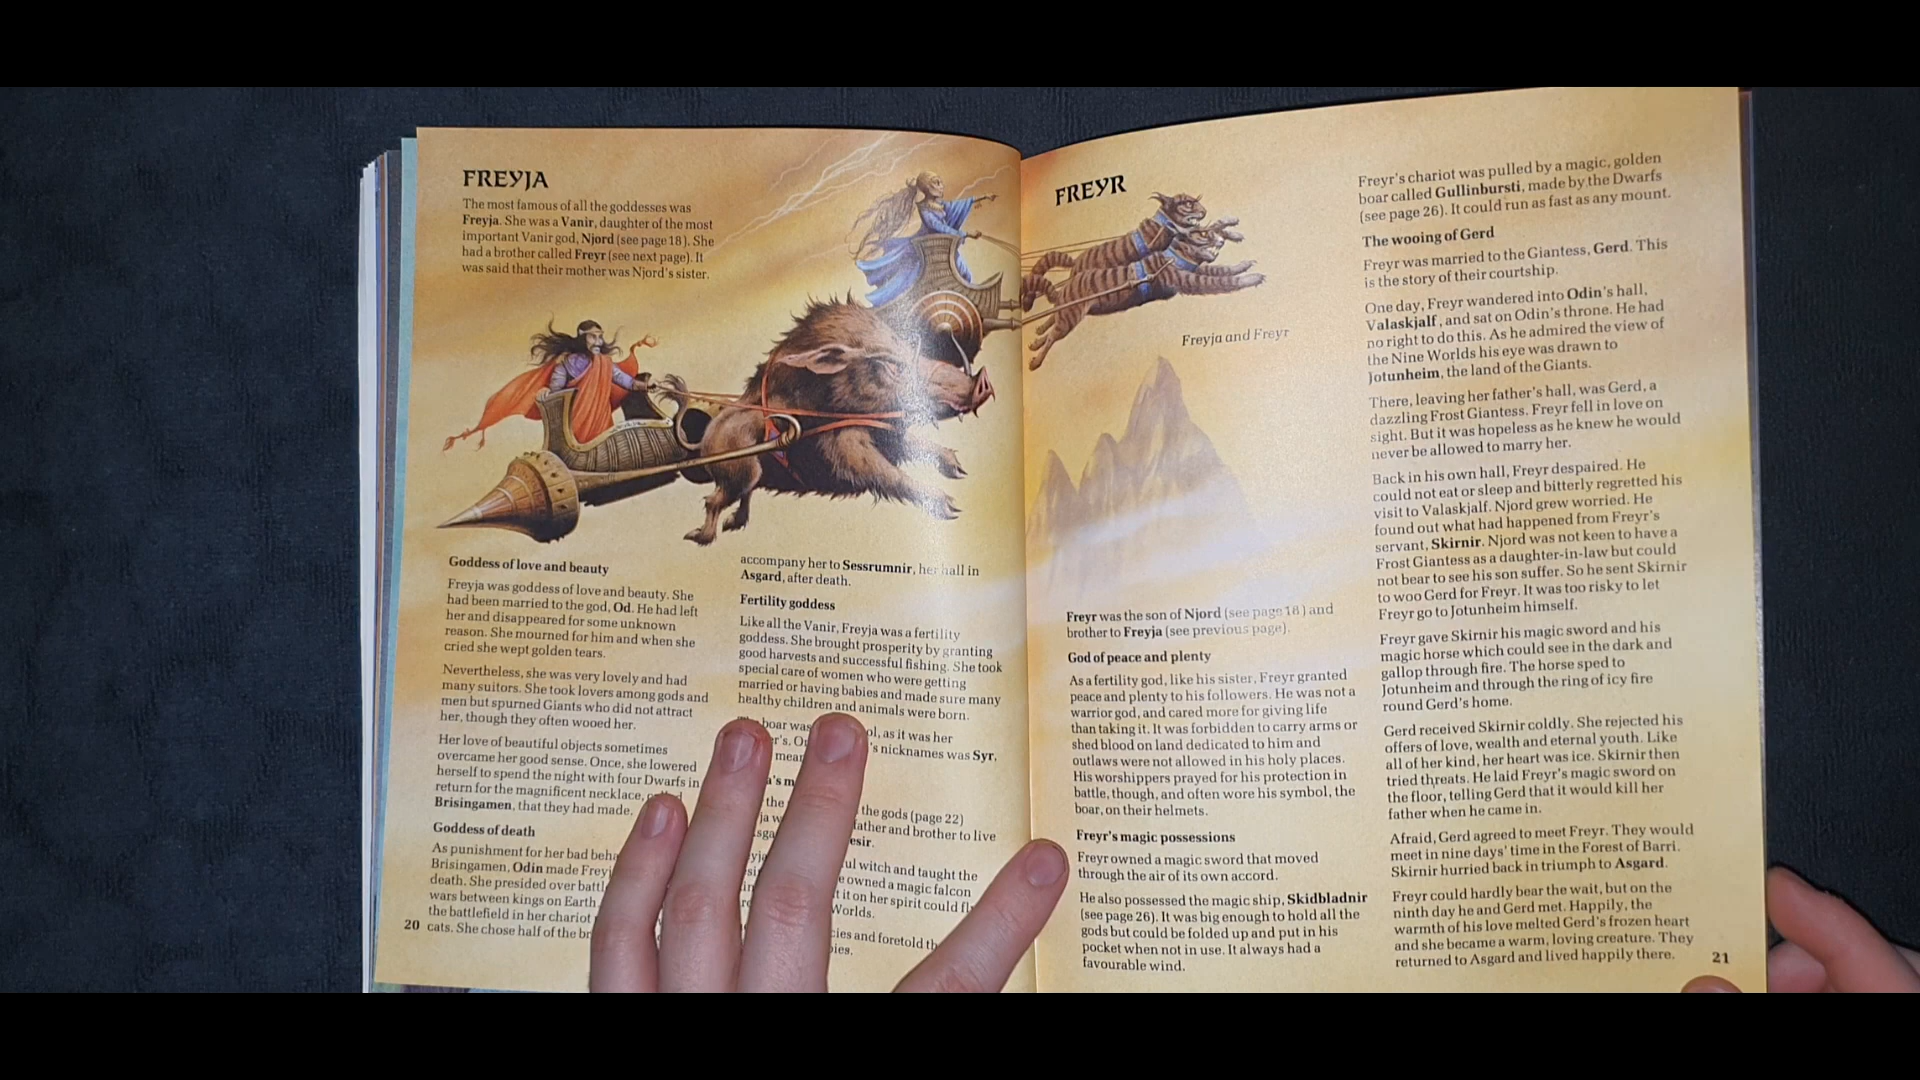 FREYJA
The most famous of all the goddesses was
Freyja. She was a Vanir, daughter of the most
important Vanir god, Njord (see page 18). She
had a brother called Freyr (see next page). It
was said that their mother was Njord's sister.
Goddess of love and beauty
Freyja was goddess of love and beauty. She
had been married to the god, Od. He had left
her and disappeared for some unknown
reason. She mourned for him and when she
cried she wept golden tears.
Nevertheless, she was very lovely and had
many suitors. She took lovers among gods and
men but spurned Giants who did not attract
her, though they often wooed her.
Her love of beautiful objects sometimes
overcame her good sense. Once, she lowered
herself to spend the night with four Dwarfs in
return for the magnificent necklace,
Brisingamen, that they had made.
Goddess of death
As punishment for her bad
Brisingamen, Odin made
death. She presided over
wars between kings on Earth
the battlefield in her chariot
cats. She chose half of the
20
accompany her to Sessrumnir, her hall in
Asgard, after death.
Fertility goddess
Like all the Vanir, Freyja was a fertility
goddess. She brought prosperity by granting
good harvests and successful fishing. She took
special care of women who were getting
married or having babies and made sure many
healthy children and animals were born.
boar was as it was her
nicknames was Syr,
the the gods (page 22)
father and brother to live
witch and taught the
owned a magic falcon
it on her spirit could
Worlds.
and foretold
FREYR
Freyja and Freyr
Freyr was the son of Njord (see page 18) and
brother to Freyja (see previous page).
God of peace and plenty
As a fertility god, like his sister, Freyr granted
peace and plenty to his followers. He was not a
warrior god, and cared more for giving life
than taking it. It was forbidden to carry arms or
shed blood on land dedicated to him and
outlaws were not allowed in his holy places.
His worshippers prayed for his protection in
battle, though, and often wore his symbol, the
boar, on their helmets.
Freyr's magic possessions
Freyr owned a magic sword that moved
through the air of its own accord.
He also possessed the magic ship, Skidbladnir
(see page 26). It was big enough to hold all the
gods but could be folded up and put in his
pocket when not in use. It always had a
favourable wind.
Freyr's chariot was pulled by a magic, golden
boar called Gullinbursti, made by the Dwarfs
(see page 26). It could run as fast as any mount.
The wooing of Gerd
Freyr was married to the Giantess, Gerd. This
is the story of their courtship.
One day, Freyr wandered into Odin's hall,
Valaskjalf, and sat on Odin's throne. He had
no right to do this. As he admired the view of
the Nine Worlds his eye was drawn to
Jotunheim, the land of the Giants.
There, leaving her father's hall, was Gerd, a
dazzling Frost Giantess. Freyr fell in love on
sight. But it was hopeless as he knew he would
never be allowed to marry her.
Back in his own hall, Freyr despaired. He
could not eat or sleep and bitterly regretted his
visit to Valaskjalf. Njord grew worried. He
found out what had happened from Freyr's
servant, Skirnir. Njord was not keen to have a
Frost Giantess as a daughter-in-law but could
not bear to see his son suffer. So he sent Skirnir
to woo Gerd for Freyr. It was too risky to let
Freyr go to Jotunheim himself.
Freyr gave Skirnir his magic sword and his
magic horse which could see in the dark and
gallop through fire. The horse sped to
Jotunheim and through the ring of icy fire
round Gerd's home.
Gerd received Skirnir coldly. She rejected his
offers of love, wealth and eternal youth. Like
all of her kind, her heart was ice. Skirnir then
tried threats. He laid Freyr's magic sword on
the floor, telling Gerd that it would kill her
father when he came in.
Afraid, Gerd agreed to meet Freyr. They would
meet in nine days' time in the Forest of Barri.
Skirnir hurried back in triumph to Asgard.
Freyr could hardly bear the wait, but on the
ninth day he and Gerd met. Happily, the
warmth of his love melted Gerd's frozen heart
and she became a warm, loving creature. They
returned to Asgard and lived happily there.
21